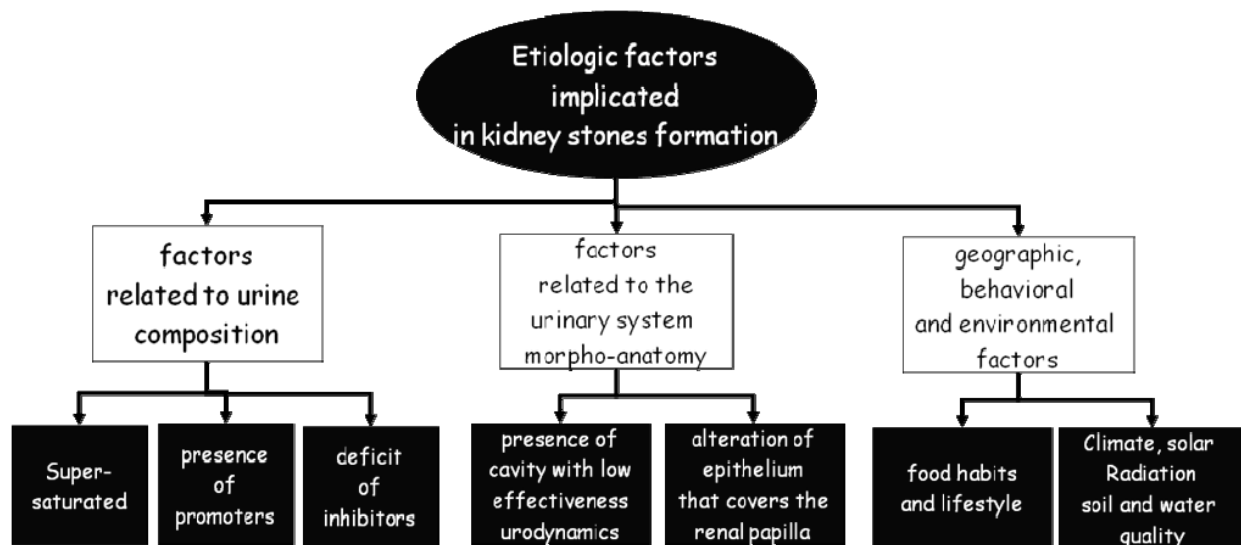 Etiologic factors
implicated
in kidney stones formation
factors
related to urine
composition
factors
related to the
urinary system
morpho-anatomy
geographic,
behavioral
and environmental
factors
Super-
saturated
presence
of
promoters
deficit
of
inhibitors
presence of
cavity with low
effectiveness
urodynamics
alteration of
epithelium
that covers the
renal papilla
food habits
and lifestyle
Climate, solar
Radiation
soil and water
quality